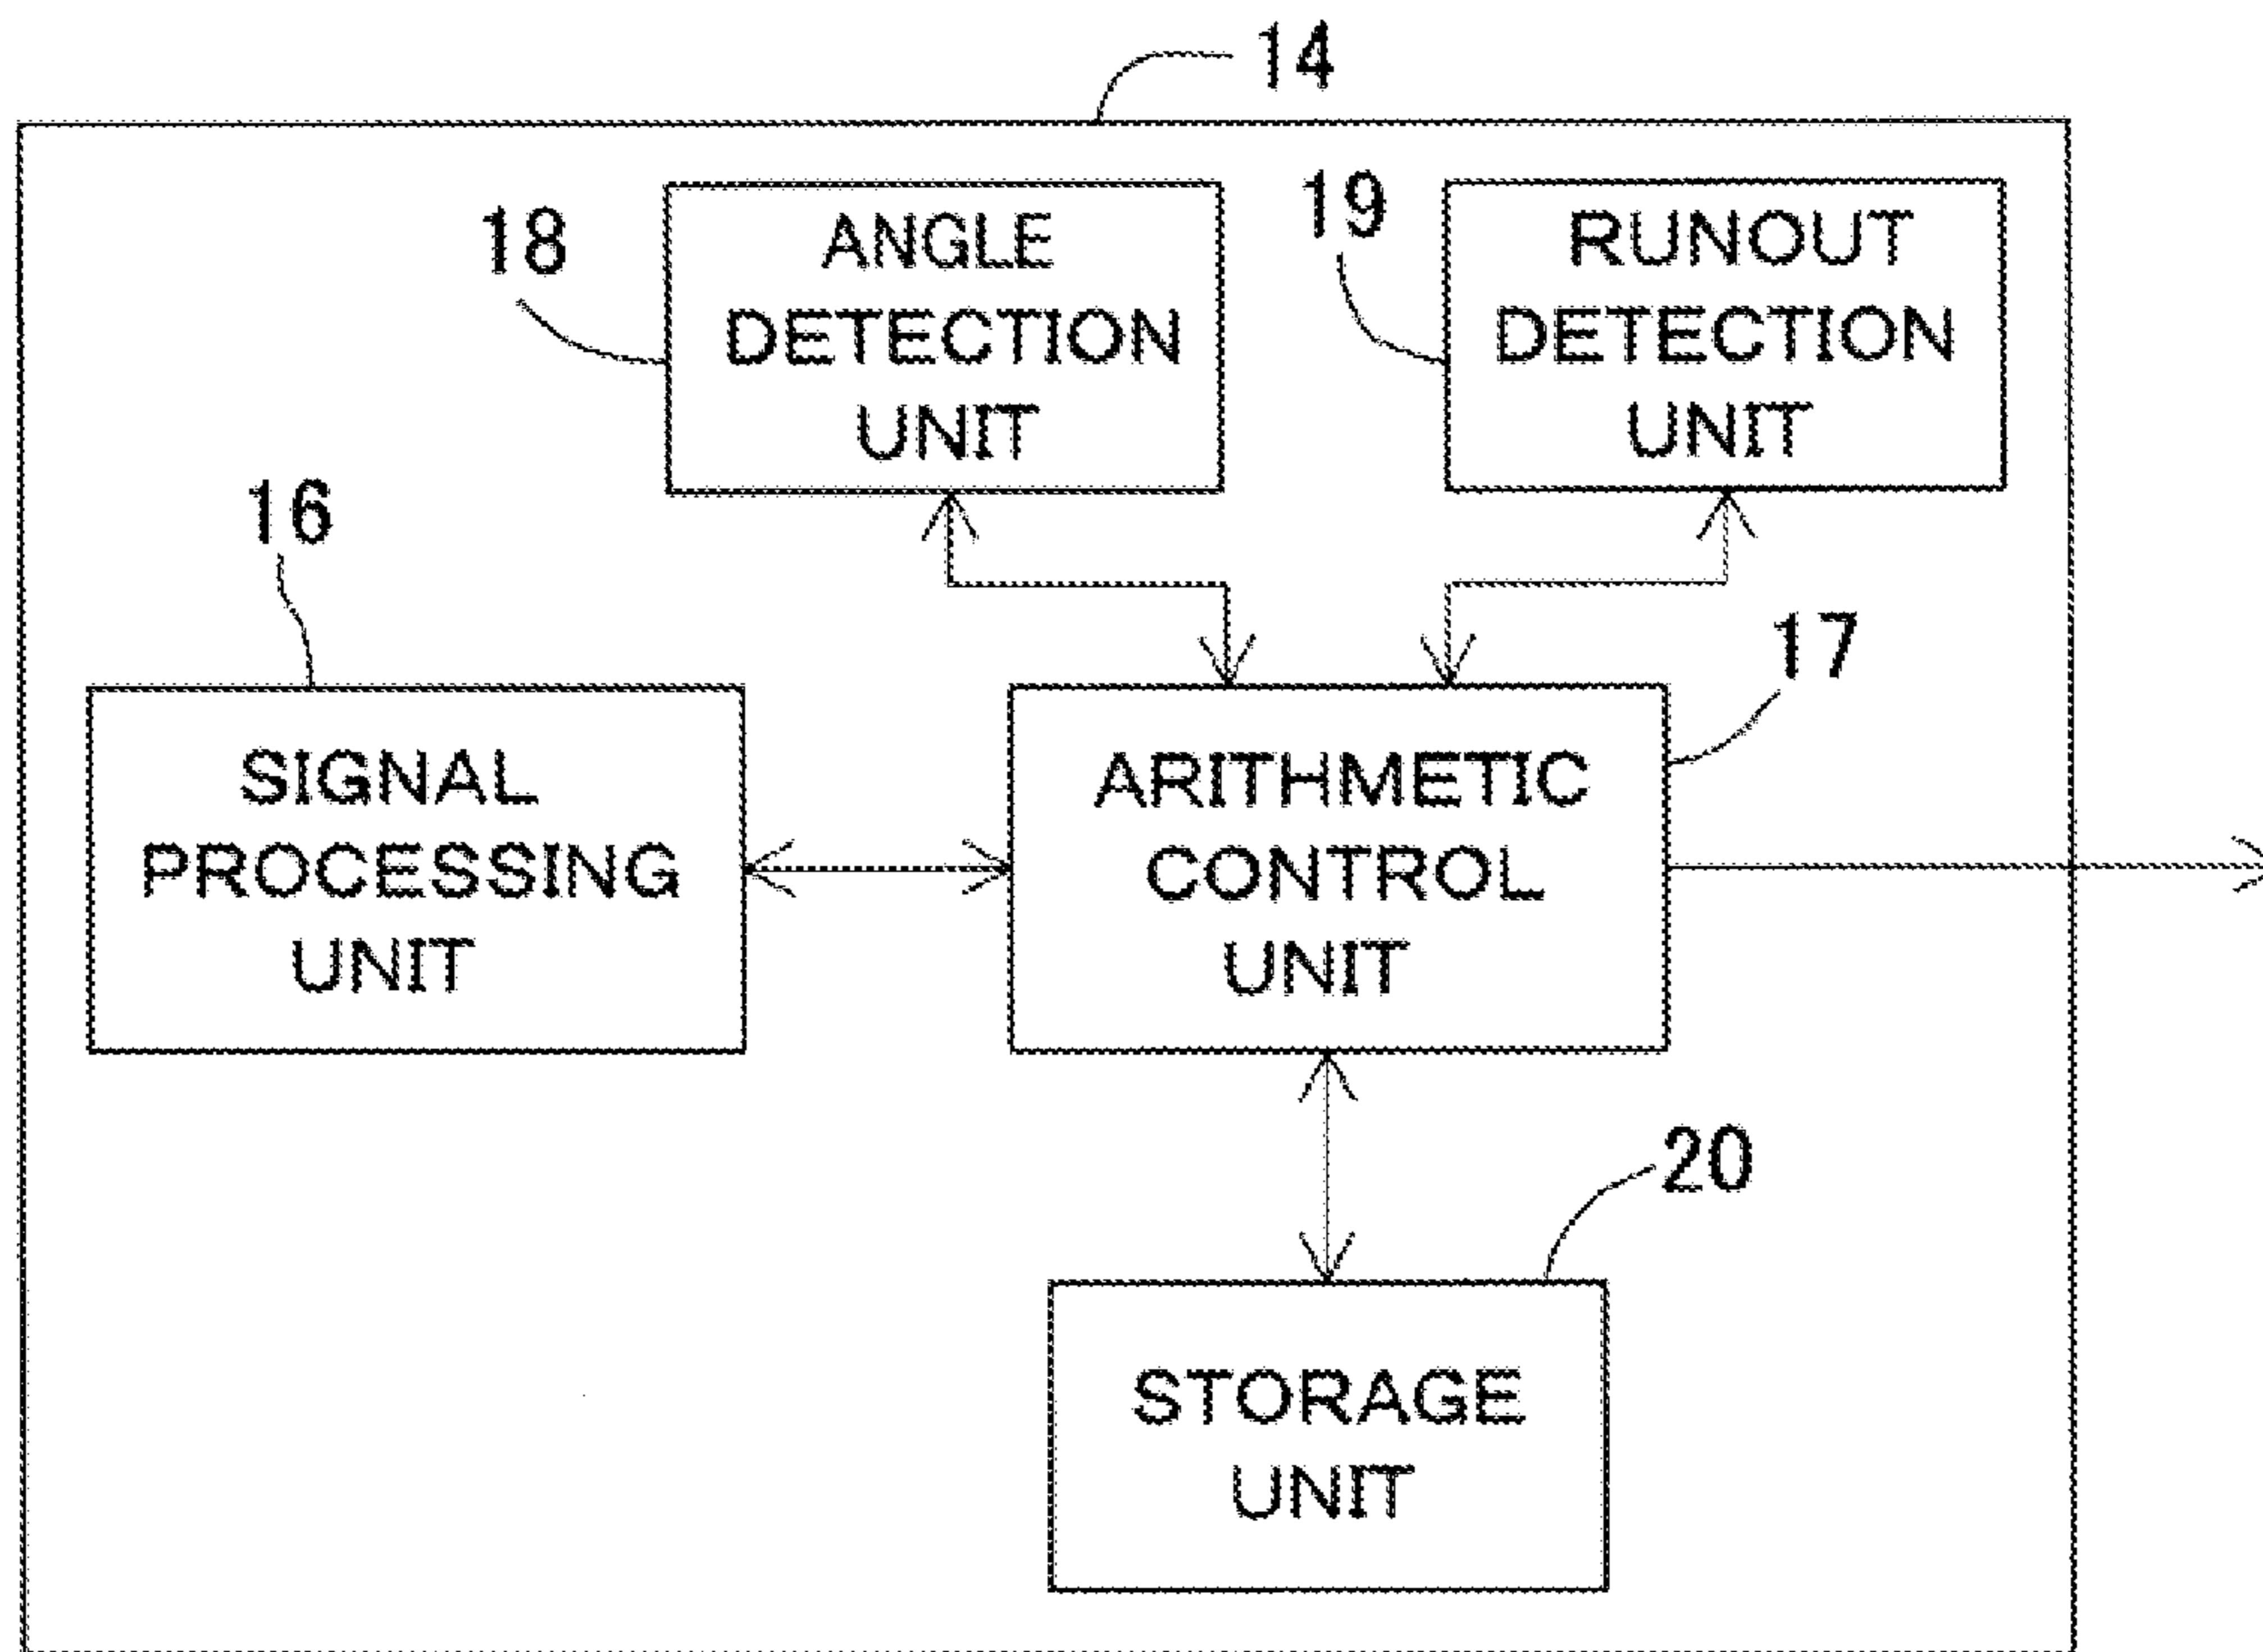 14
18
ANGLE
DETECTION
UNIT
19
RUNOUT
DETECTION
UNIT
16
SIGNAL
PROCESSING
UNIT
17
ARITHMETIC
CONTROL
UNIT
20
STORAGE
UNIT